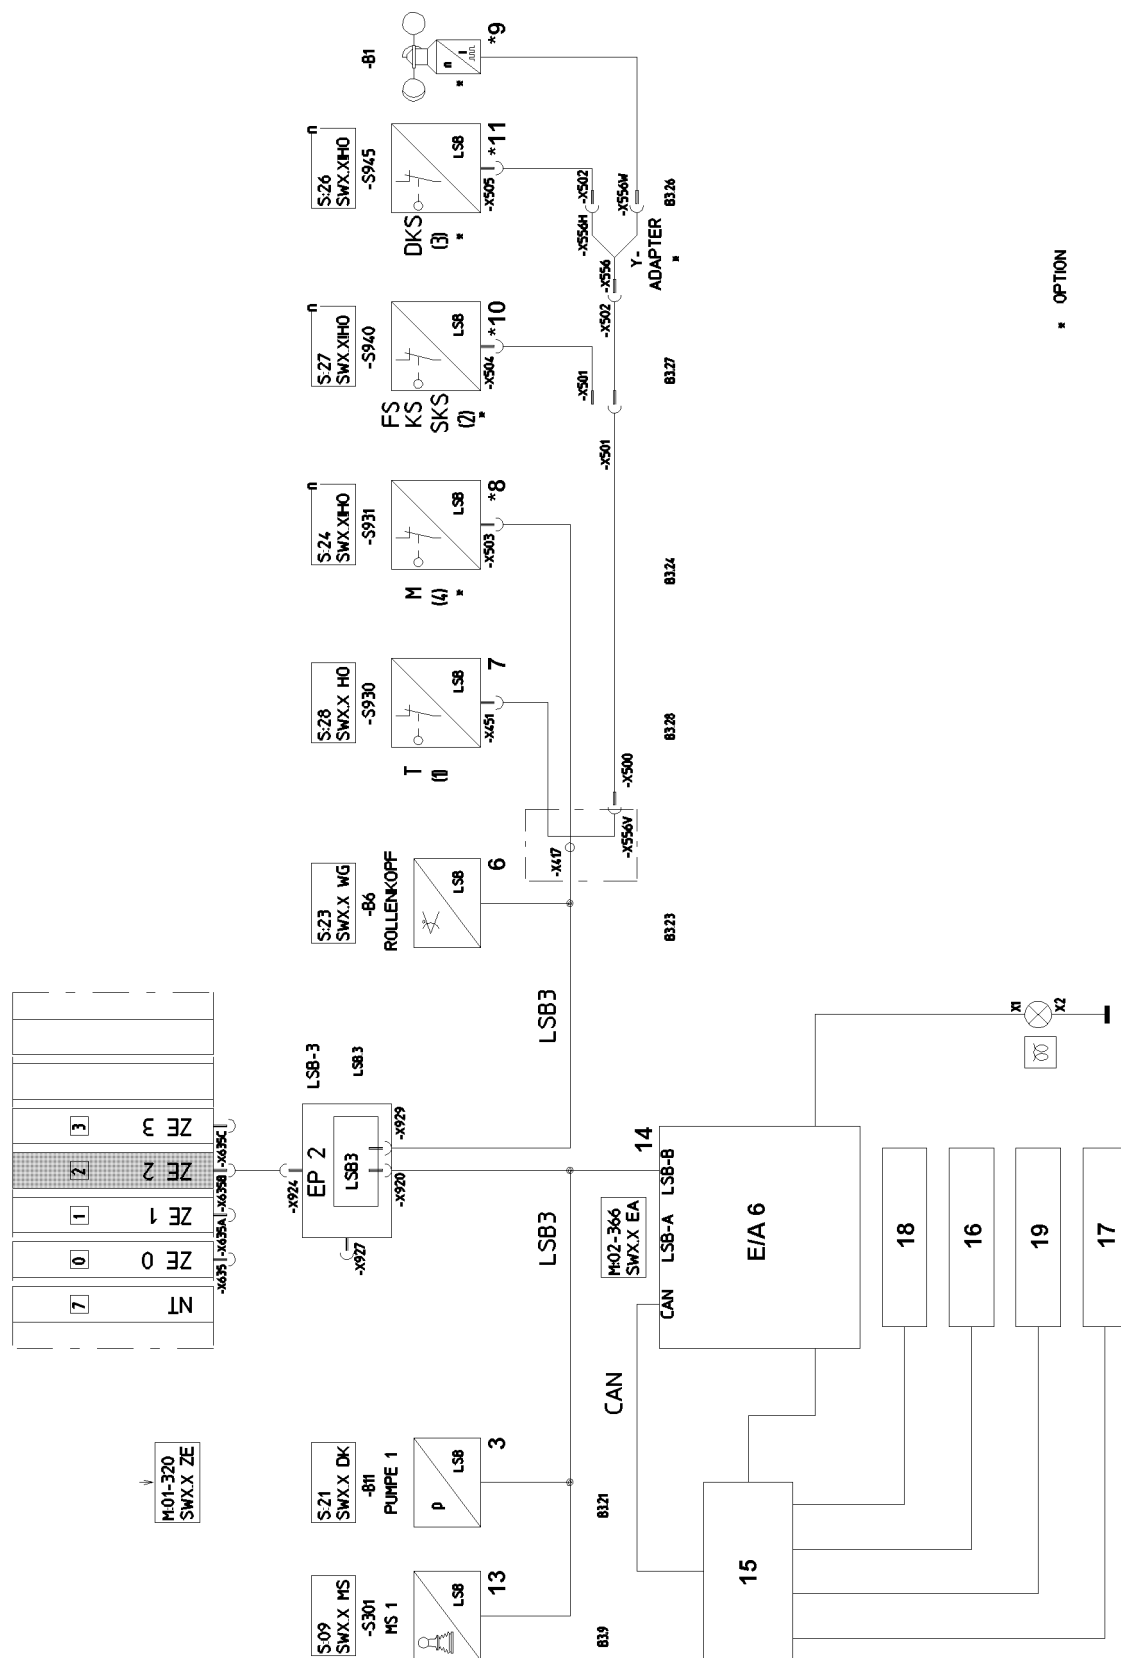 -B1
*9
n
I
*
n
S:26
SWX.XIHO
-S945
LSB
*11
-X505
DKS
(3)
*
-X502
-X556H
-X556W
B3.26
Y-
ADAPTER
*
-X556
-X502
n
S:27
SWX.XIHO
-S940
LSB
*10
-X504
FS
KS
SKS
(2)
*
-X501
-X501
B3.27
* OPTION
n
S:24
SWX.XIHO
-S931
LSB
*8
-X503
M
(4)
*
B3.24
S:28
SWX.X HO
-S930
LSB
7
-X451
T
(1)
B3.28
-X500
-X556V
-X417
S:23
SWX.X WG
-B6
ROLLENKOPF
LSB
6
B3.23
LSB3
ZE 3
3
-X635C
ZE 2
2
-X635B
ZE 1
1
-X635A
ZE 0
0
-X635
NT
7
LSB-3
LSB.3
EP 2
LSB3
-X924
-X929
-X920
-X927
LSB3
M:02-366
SWX.X EA
14
LSB-B
LSB-A
CAN
E/A 6
X1
X2
18
16
19
17
CAN
15
M:01-320
SWX.X ZE
S:21
SWX.X DK
-B11
PUMPE 1
p
LSB
3
B3.21
S:09
SWX.X MS
-S301
MS 1
LSB
13
B3.9